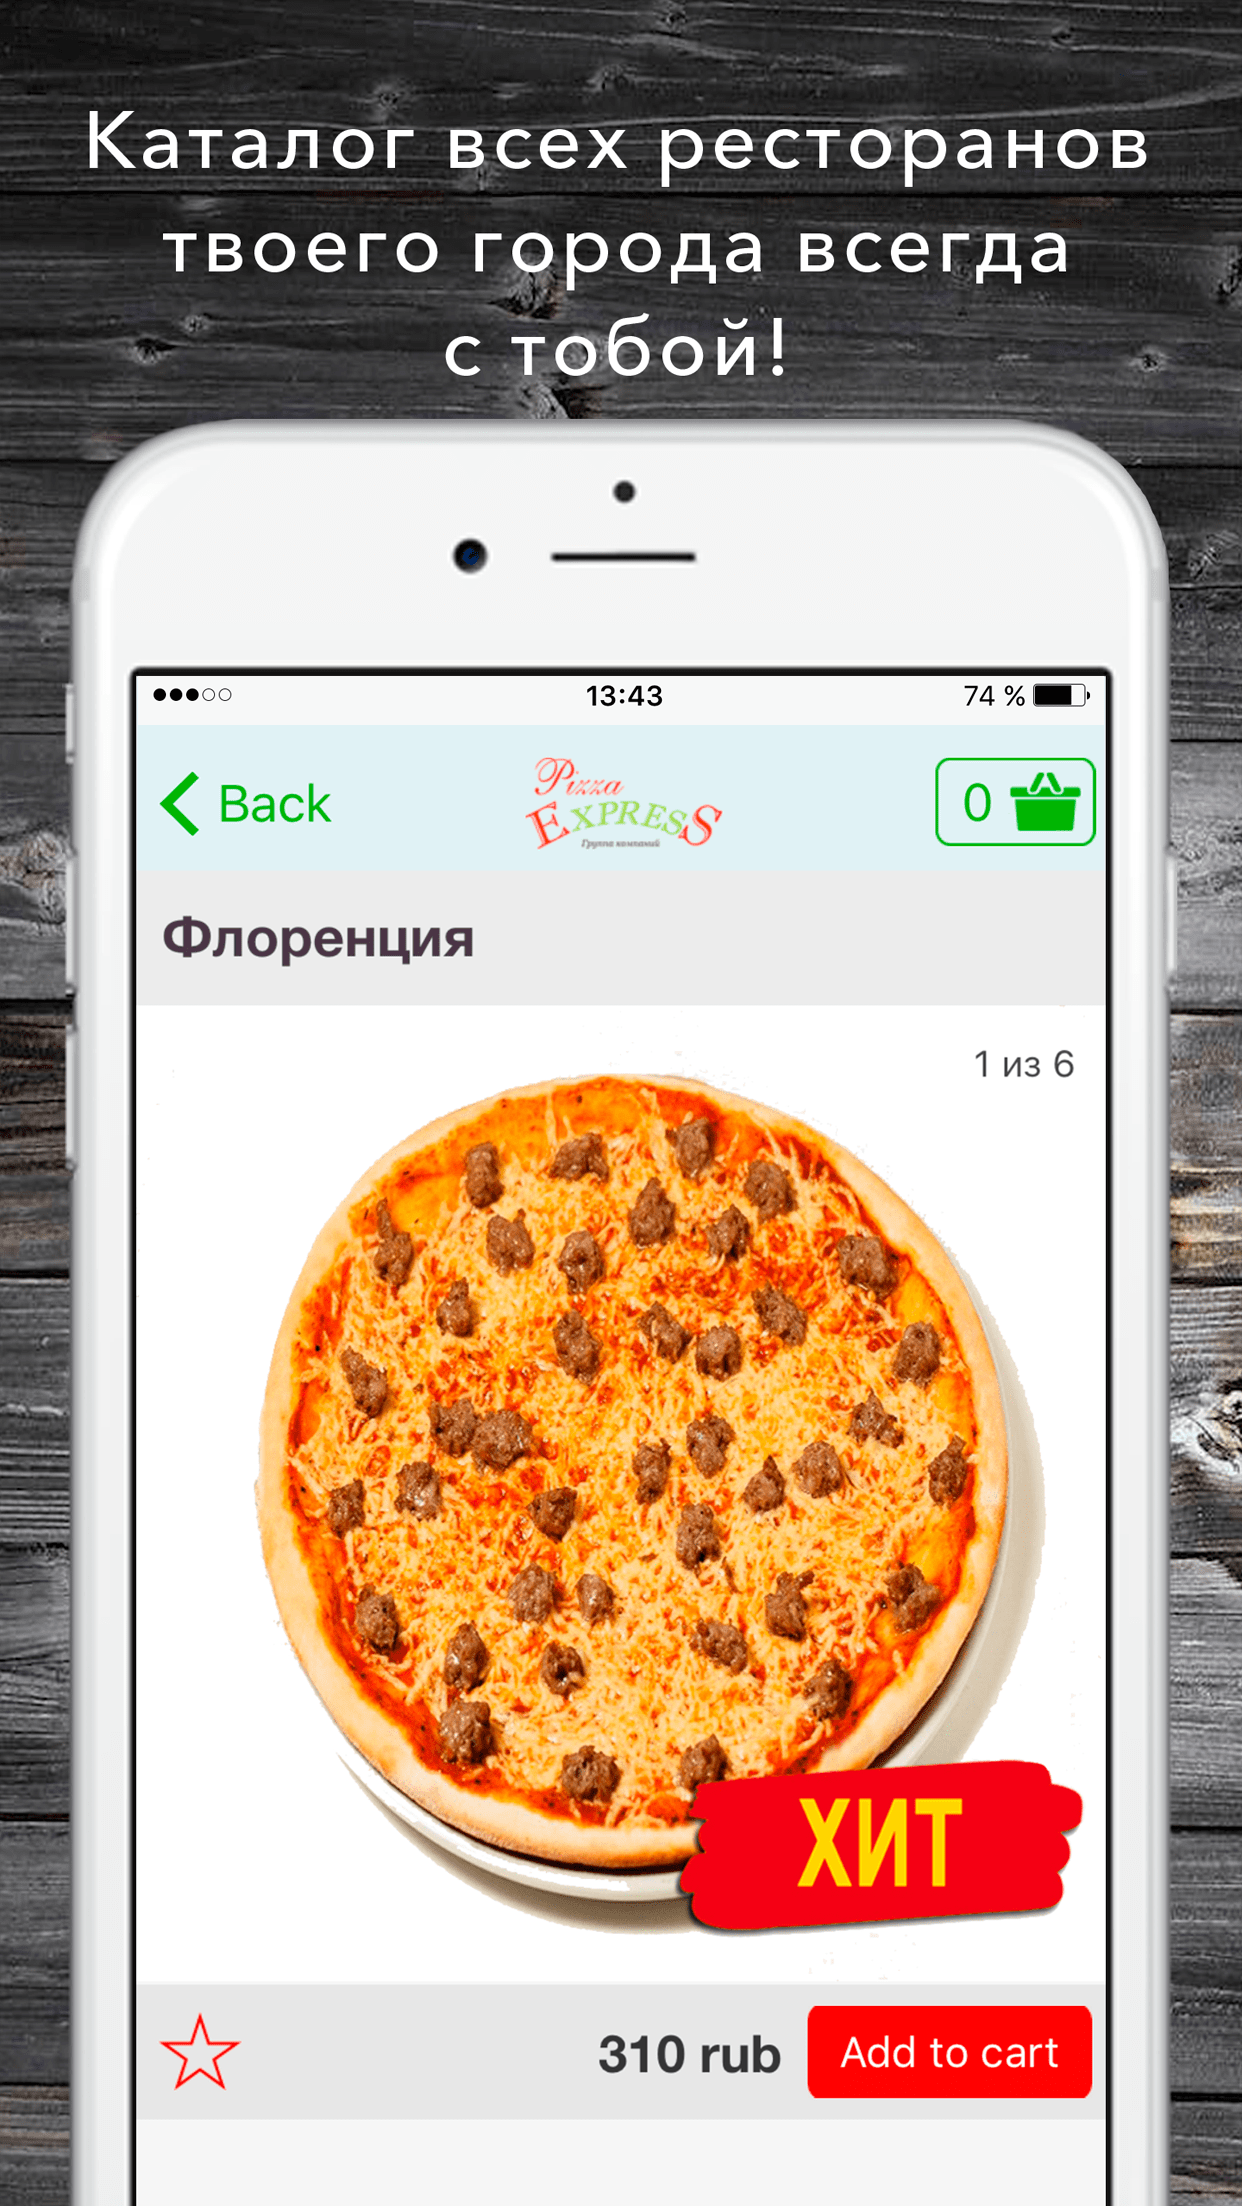 Каталог всех ресторанов
твоего города всегда
с тобой!
13:43
74 %
Back
Pizza
EXPRESS
Группа компаний
0
Флоренция
1 из 6
ХИТ
310 rub
Add to cart